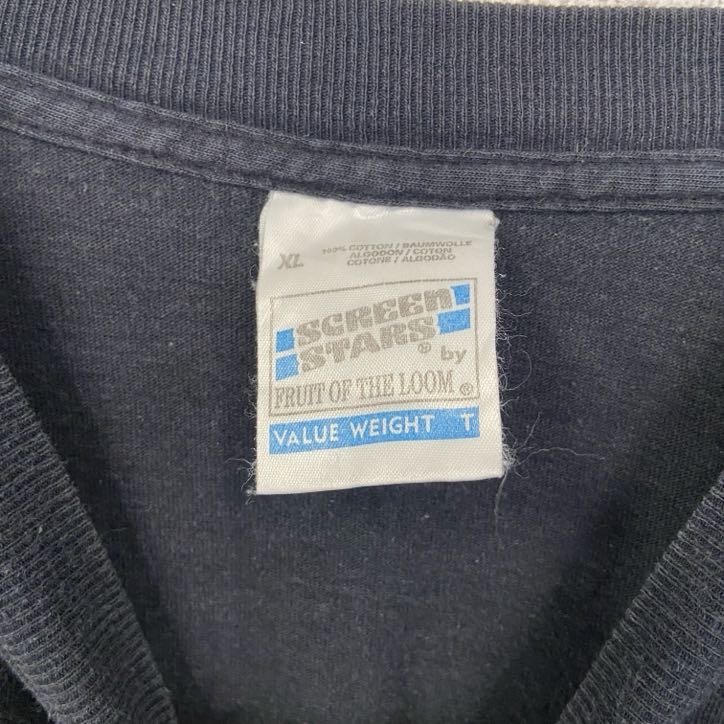 XL 100% COTTON / BAUMWOLLE
ALGODON / COTON
COTONE / ALGODÃO
SCREEN
STARS ® by
FRUIT OF THE LOOM ®
VALUE WEIGHT T